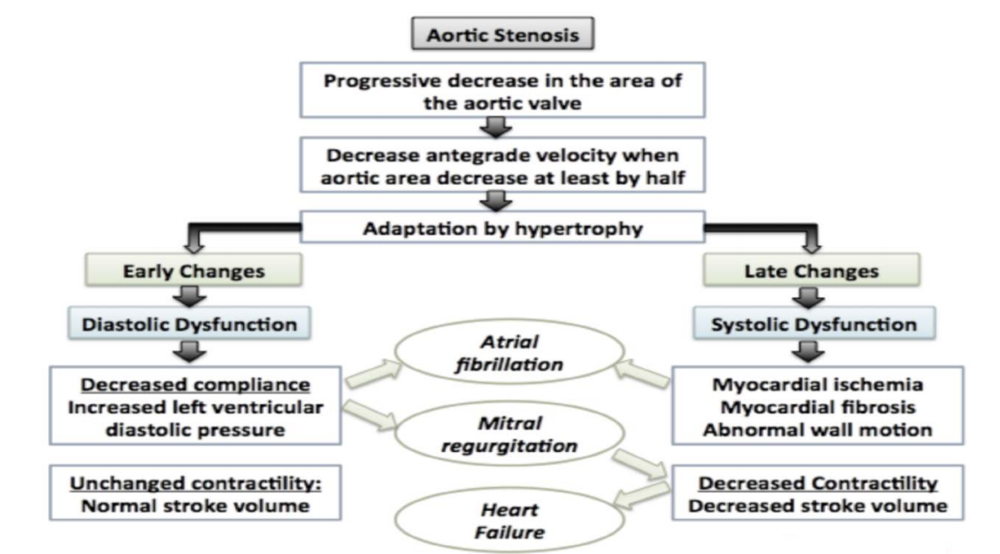 Aortic Stenosis
Progressive decrease in the area of
the aortic valve
Decrease antegrade velocity when
aortic area decrease at least by half
Adaptation by hypertrophy
Early Changes
Late Changes
Diastolic Dysfunction
Systolic Dysfunction
Atrial
fibrillation
Decreased compliance
Increased left ventricular
diastolic pressure
Myocardial ischemia
Myocardial fibrosis
Abnormal wall motion
Mitral
regurgitation
Unchanged contractility:
Normal stroke volume
Decreased Contractility
Decreased stroke volume
Heart
Failure